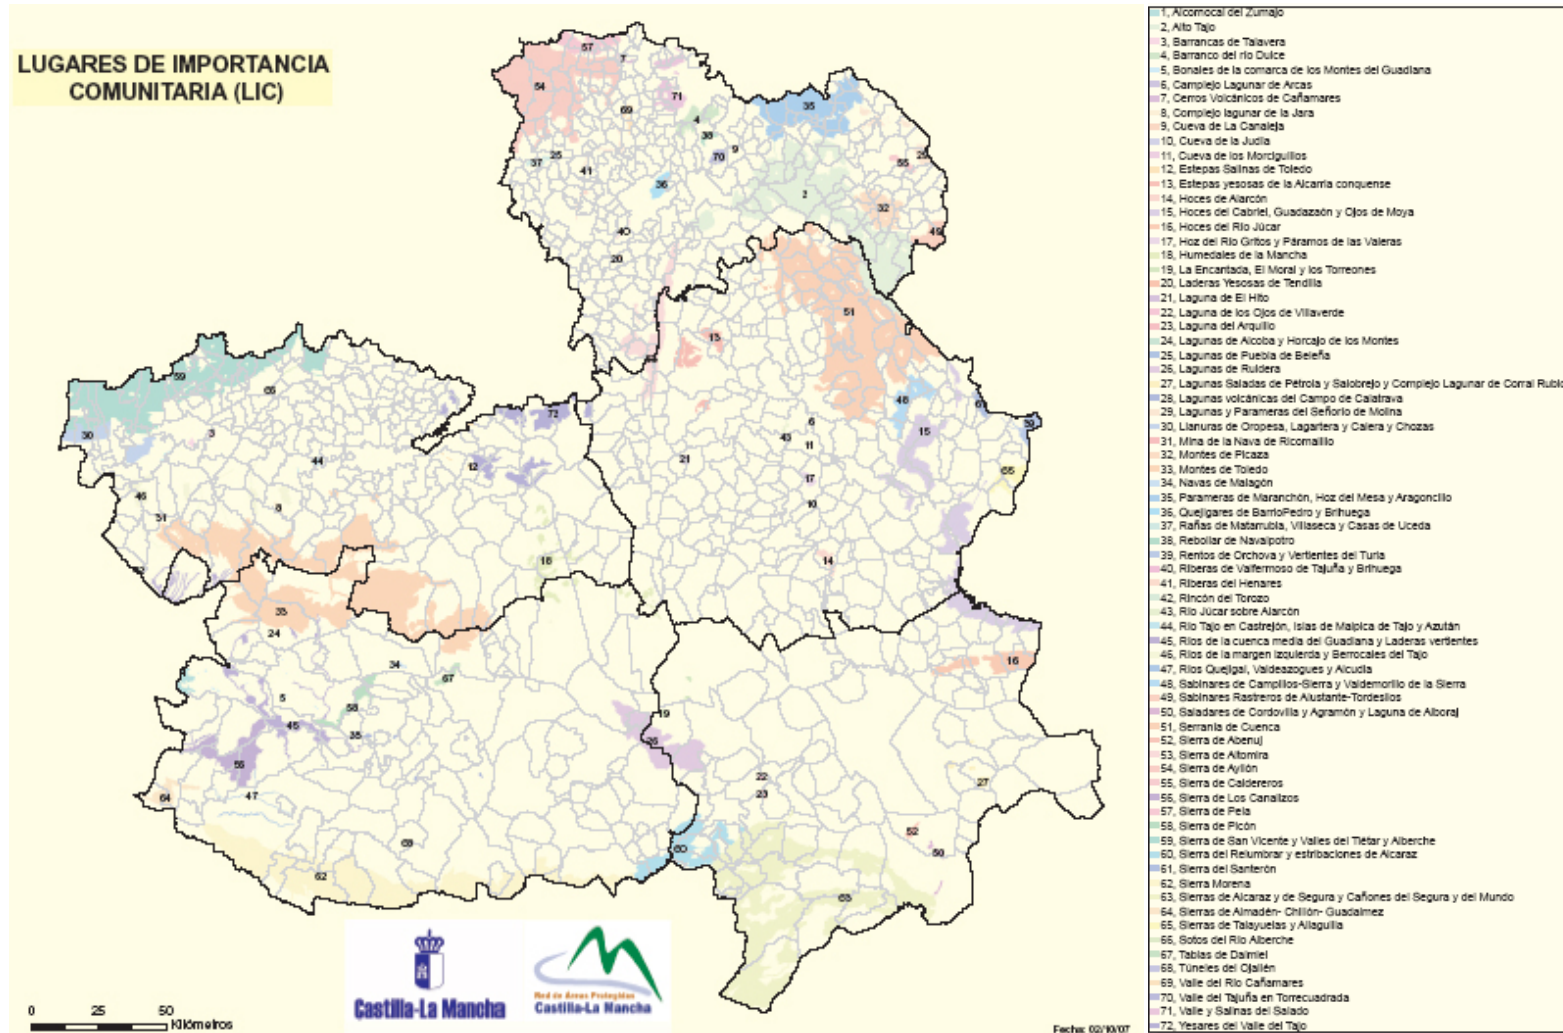 LUGARES DE IMPORTANCIA
COMUNITARIA (LIC)
1, Alcornocal del Zumajo
2, Alto Tajo
3, Barrancas de Talavera
4, Barranco del río Dulce
5, Bonales de la comarca de los Montes del Guadiana
6, Complejo Lagunar de Arcas
7, Cerros Volcánicos de Cañamares
8, Complejo lagunar de la Jara
9, Cueva de La Canaleja
10, Cueva de la Judía
11, Cueva de los Morciguillos
12, Estepas Salinas de Toledo
13, Estepas yesosas de la Alcarria conquense
14, Hoces de Alarcón
15, Hoces del Cabriel, Guadazaón y Ojos de Moya
16, Hoces del Río Júcar
17, Hoz del Río Gritos y Páramos de las Valeras
18, Humedales de la Mancha
19, La Encantada, El Moral y los Torreones
20, Laderas Yesosas de Tendilla
21, Laguna de El Hito
22, Laguna de los Ojos de Villaverde
23, Laguna del Arquillo
24, Lagunas de Alcoba y Horcajo de los Montes
25, Lagunas de Puebla de Beleña
26, Lagunas de Ruidera
27, Lagunas Saladas de Pétrola y Salobrejo y Complejo Lagunar de Corral Rubio
28, Lagunas volcánicas del Campo de Calatrava
29, Lagunas y Parameras del Señorío de Molina
30, Llanuras de Oropesa, Lagartera y Calera y Chozas
31, Mina de la Nava de Ricomalillo
32, Montes de Picaza
33, Montes de Toledo
34, Navas de Malagón
35, Parameras de Maranchón, Hoz del Mesa y Aragoncillo
36, Quejigares de BarrioPedro y Brihuega
37, Rañas de Matarrubia, Villaseca y Casas de Uceda
38, Rebollar de Navalpotro
39, Rentos de Orchova y Vertientes del Turia
40, Riberas de Valfermoso de Tajuña y Brihuega
41, Riberas del Henares
42, Rincón del Torozo
43, Río Júcar sobre Alarcón
44, Río Tajo en Castrejón, Islas de Malpica de Tajo y Azután
45, Ríos de la cuenca media del Guadiana y Laderas vertientes
46, Ríos de la margen Izquierda y Berrocales del Tajo
47, Ríos Quejigal, Valdeazogues y Alcudia
48, Sabinares de Campillos-Sierra y Valdemorillo de la Sierra
49, Sabinares Rastreros de Alustante-Tordesilos
50, Saladares de Cordovilla y Agramón y Laguna de Alboraj
51, Serranía de Cuenca
52, Sierra de Abenuj
53, Sierra de Altomira
54, Sierra de Ayllón
55, Sierra de Caldereros
56, Sierra de Los Canalizos
57, Sierra de Pela
58, Sierra de Picón
59, Sierra de San Vicente y Valles del Tiétar y Alberche
60, Sierra del Relumbrar y estribaciones de Alcaraz
61, Sierra del Santerón
62, Sierra Morena
63, Sierras de Alcaraz y de Segura y Cañones del Segura y del Mundo
64, Sierras de Almadén- Chillón- Guadalmez
65, Sierras de Talayuelas y Aliaguilla
66, Sotos del Río Alberche
67, Tablas de Daimiel
68, Túneles del Ojailén
69, Valle del Río Cañamares
70, Valle del Tajuña en Torrecuadrada
71, Valle y Salinas del Salado
72, Yesares del Valle del Tajo
Castilla-La Mancha
Red de Áreas Protegidas
Castilla-La Mancha
0 25 50
Kilómetros
Fecha: 02/10/07